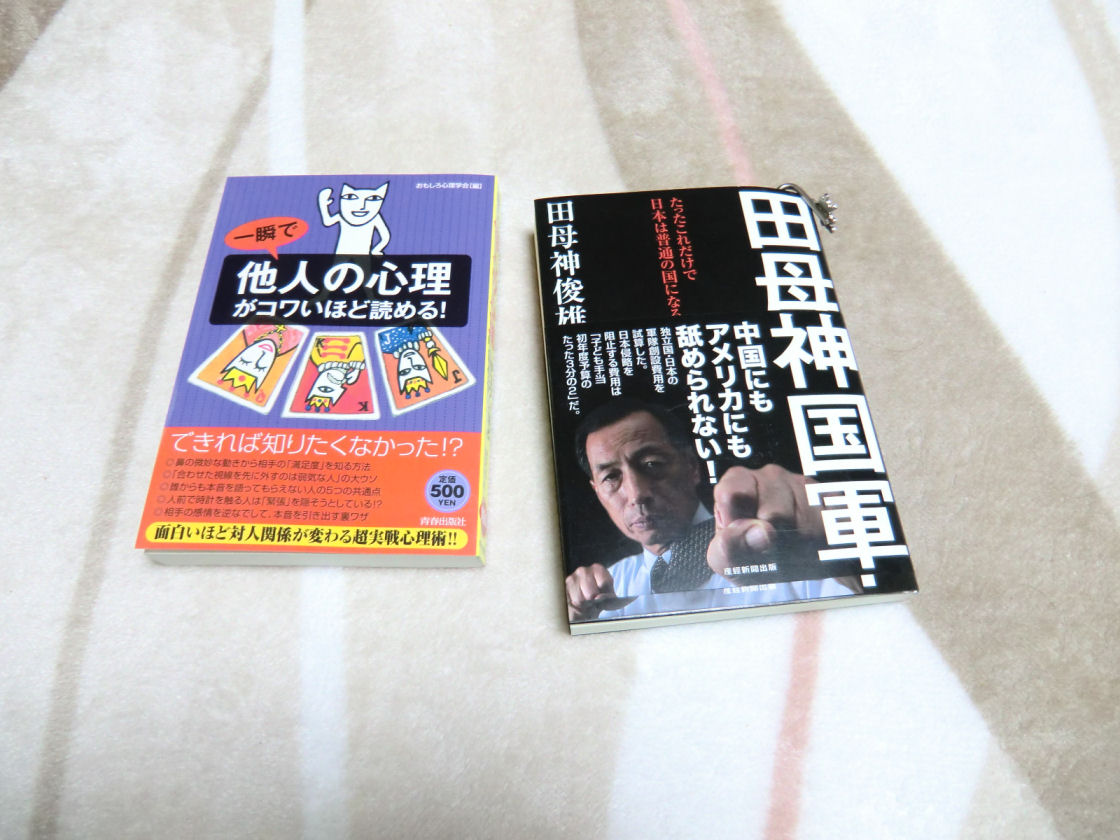 おもしろ心理学会[編]
一瞬で
他人の心理
がコワいほど読める!
K
K
J
J
できれば知りたくなかった!?
◎鼻の微妙な動きから相手の「満足度」を知る方法
◎「合わせた視線を先に外すのは弱気な人」の大ウソ
◎誰からも本音を語ってもらえない人の5つの共通点
◎人前で時計を触る人は「緊張」を隠そうとしている!?
◎相手の感情を逆なでして、本音を引き出す裏ワザ
定価
500
YEN
青春出版社
面白いほど対人関係が変わる超実戦心理術!!
田母神国軍
たったこれだけで
日本は普通の国になる
田母神俊雄
中国にも
アメリカにも
舐められない!
独立国・日本の
軍隊創設費用を
試算した。
日本侵略を
阻止する費用は
「子ども手当」
初年度予算の
たった3分の2だ。
産経新聞出版
産経新聞出版